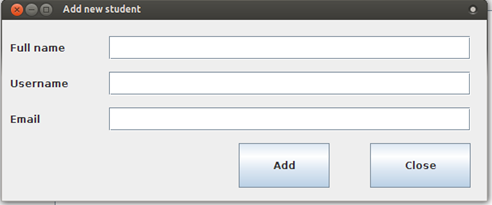 Add new student
Full name
Username
Email
Add Close